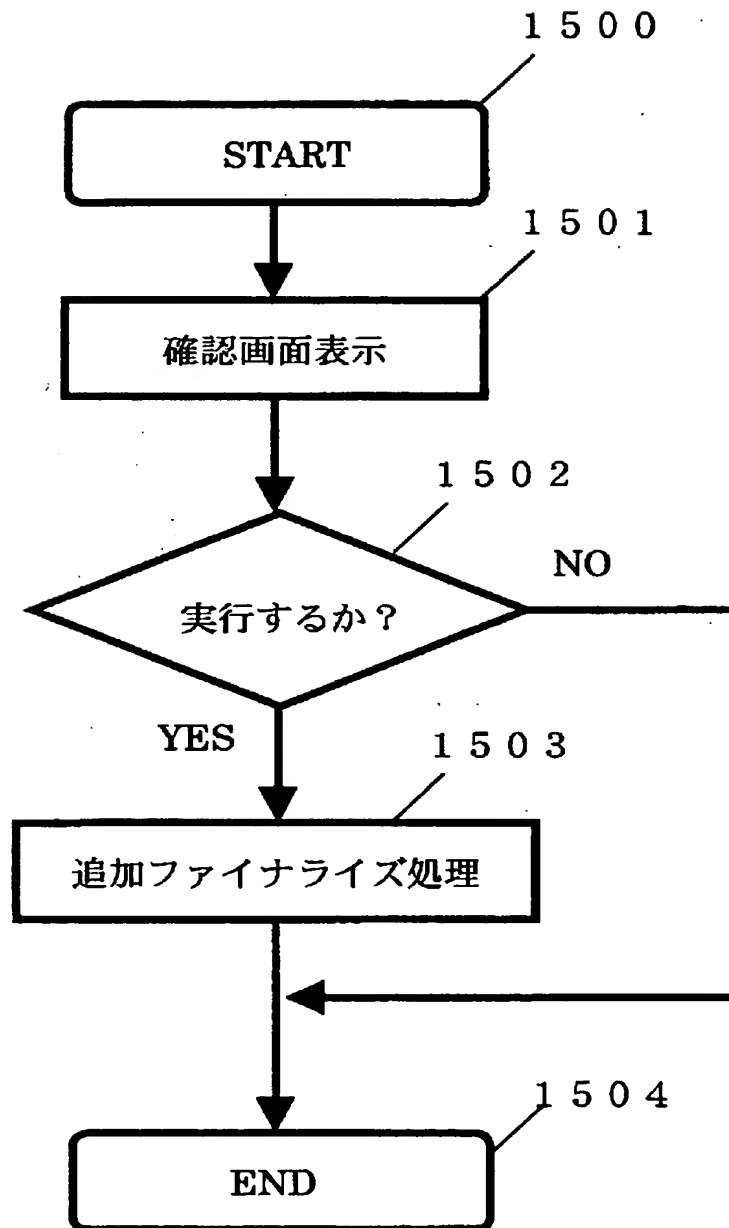 １５００
START
１５０１
確認画面表示
１５０２
NO
実行するか？
YES
１５０３
追加ファイナライズ処理
１５０４
END